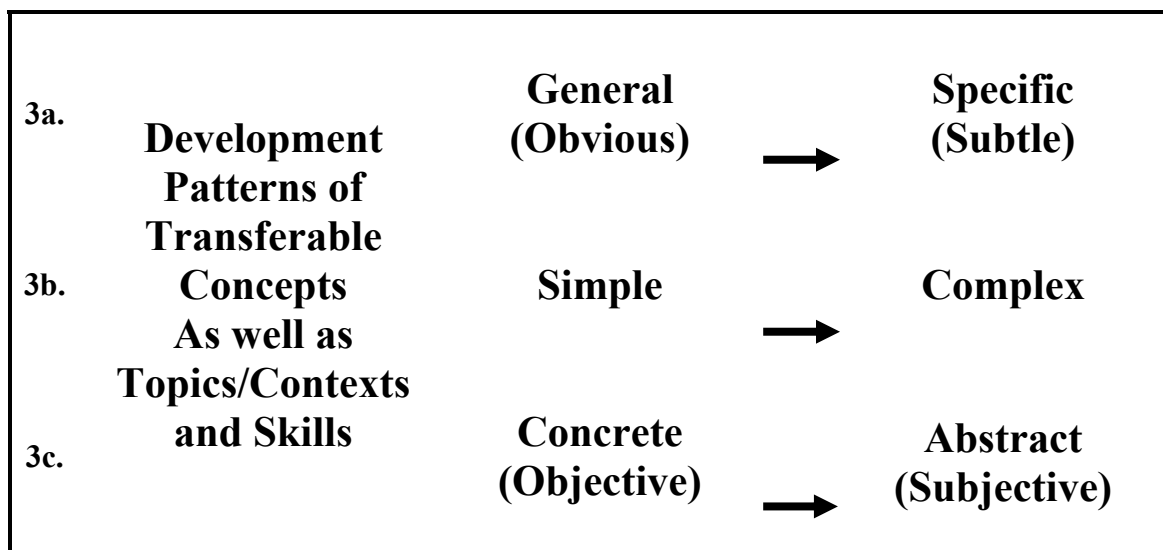 3a.
General
(Obvious)
Specific
(Subtle)
Development
Patterns of
Transferable
Concepts
As well as
Topics/Contexts
and Skills
3b.
Simple
Complex
3c.
Concrete
(Objective)
Abstract
(Subjective)